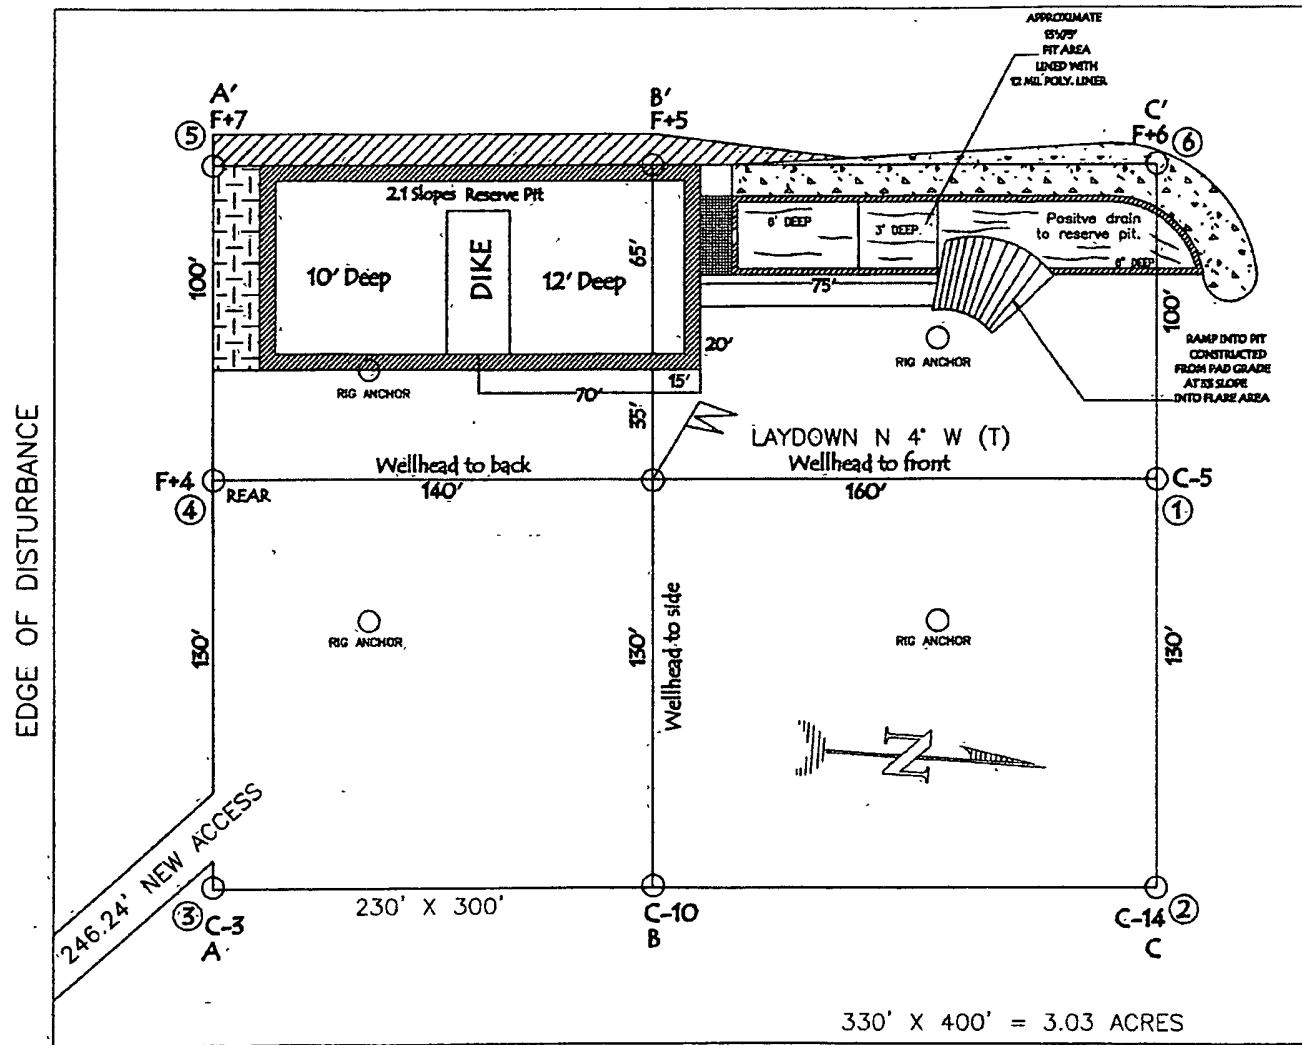 APPROXIMATE
PIT AREA
LINED WITH
12 MIL POLY. LINER
A'
F+7
B'
F+5
C'
F+6
5
6
2.1 Slopes Reserve Pit
10' Deep
DIKE
12' Deep
65'
100'
6' DEEP
3' DEEP.
Positve drain
to reserve pit.
75'
100'
20'
15'
70'
35'
RIG ANCHOR
RIG ANCHOR
RAMP INTO PIT
CONSTRUCTED
FROM PAD GRADE
SLOPE
INTO FLARE AREA
LAYDOWN N 4° W (T)
Wellhead to back
140'
Wellhead to front
160'
F+4
4
REAR
C-5
1
EDGE OF DISTURBANCE
RIG ANCHOR
RIG ANCHOR
130'
130'
Wellhead to side
130'
N
246.24' NEW ACCESS
3
C-3
A
230' X 300'
C-10
B
C-14
2
C
330' X 400' = 3.03 ACRES